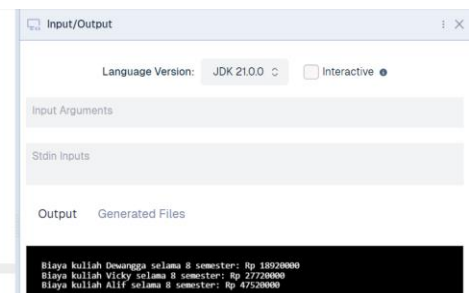 Input/Output
Language Version: JDK 21.0.0 Interactive
Input Arguments
Stdin Inputs
Output Generated Files
Biaya kuliah Dewangga selama 8 semester: Rp 18920000
Biaya kuliah Vicky selama 8 semester: Rp 27720000
Biaya kuliah Alif selama 8 semester: Rp 47520000